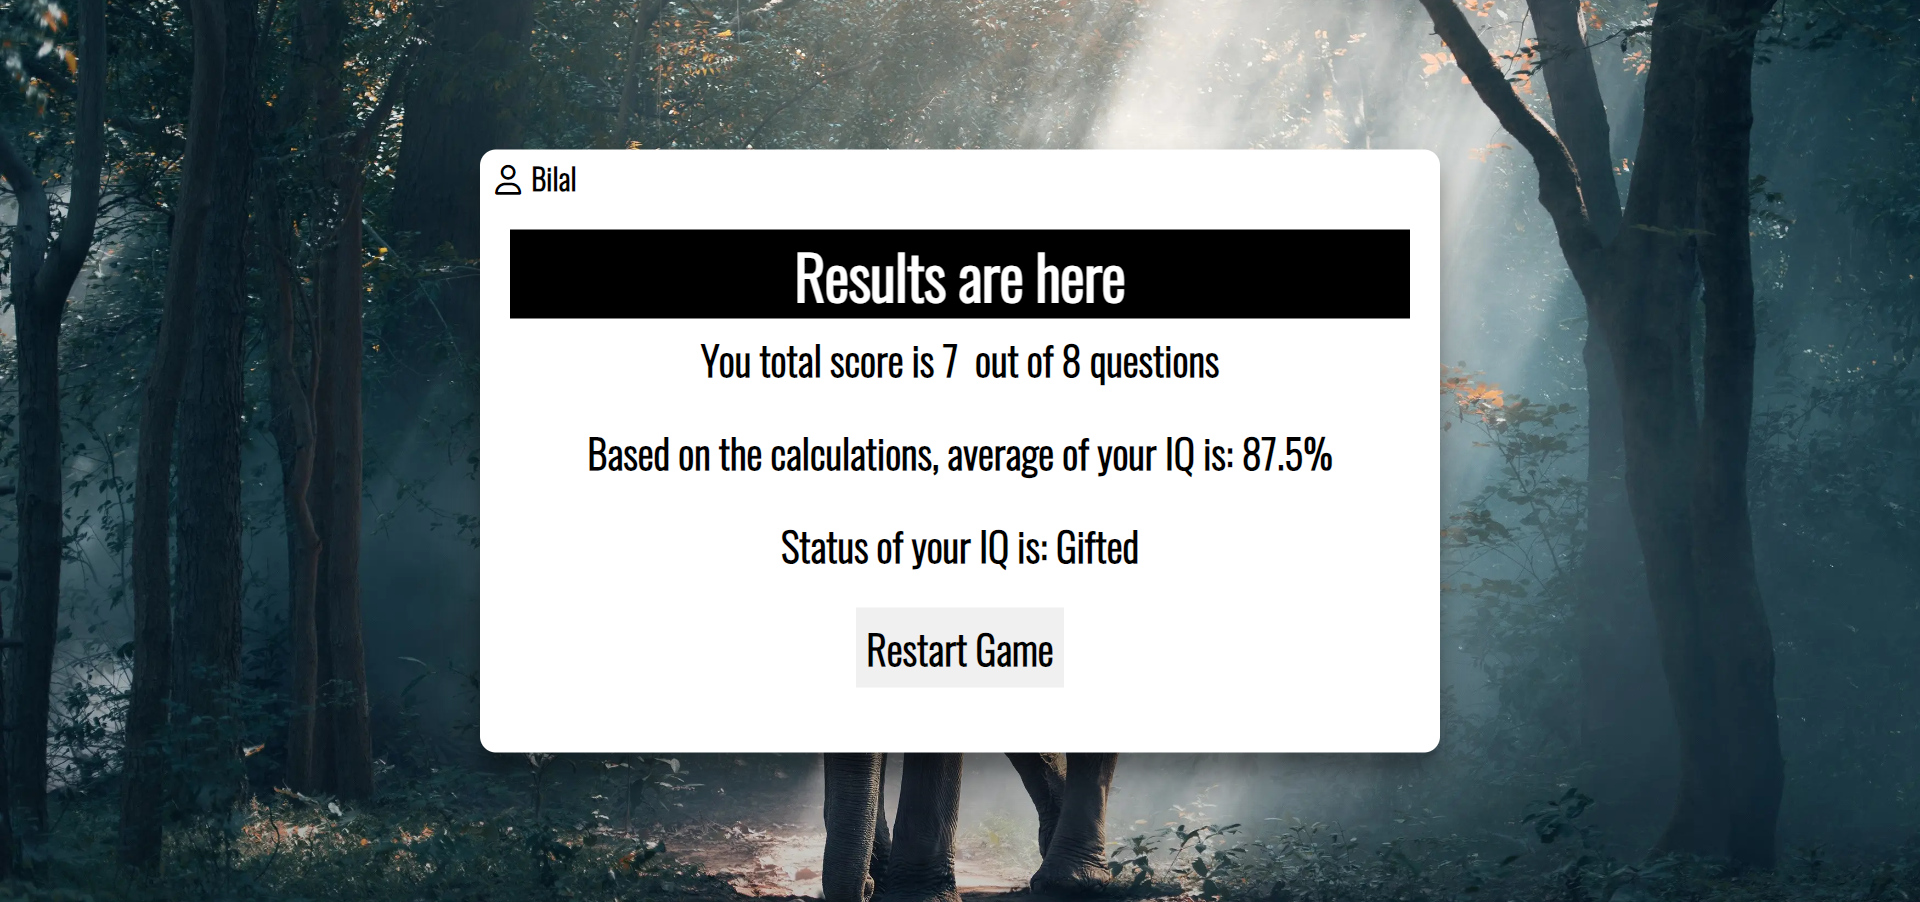 Bilal
Results are here
You total score is 7 out of 8 questions
Based on the calculations, average of your IQ is: 87.5%
Status of your IQ is: Gifted
Restart Game